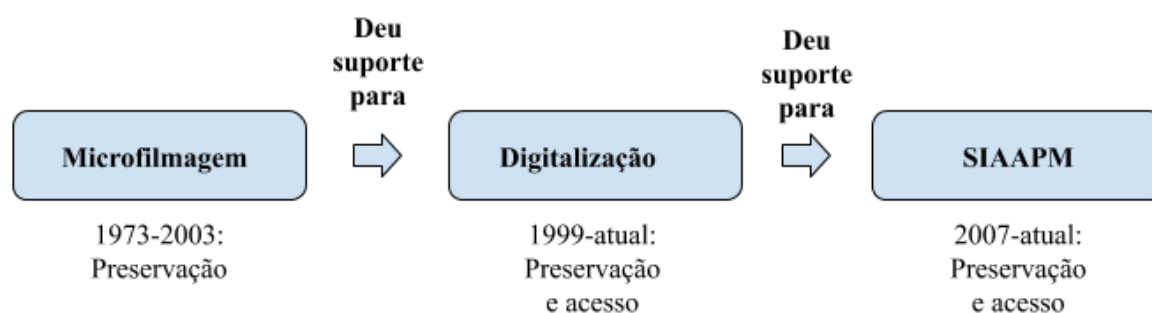 Deu
suporte
para
Deu
suporte
para
Microfilmagem
Digitalização
SIAAPM
1973-2003:
Preservação
1999-atual:
Preservação
e acesso
2007-atual:
Preservação
e acesso